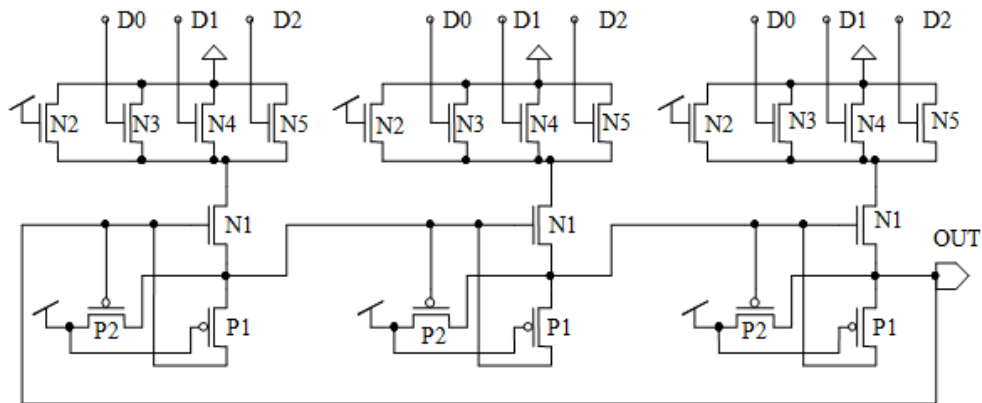 D0 D1 D2 D0 D1 D2 D0 D1 D2
N2 N3 N4 N5 N2 N3 N4 N5 N2 N3 N4 N5
N1 N1 N1
OUT
P2 P1 P2 P1 P2 P1